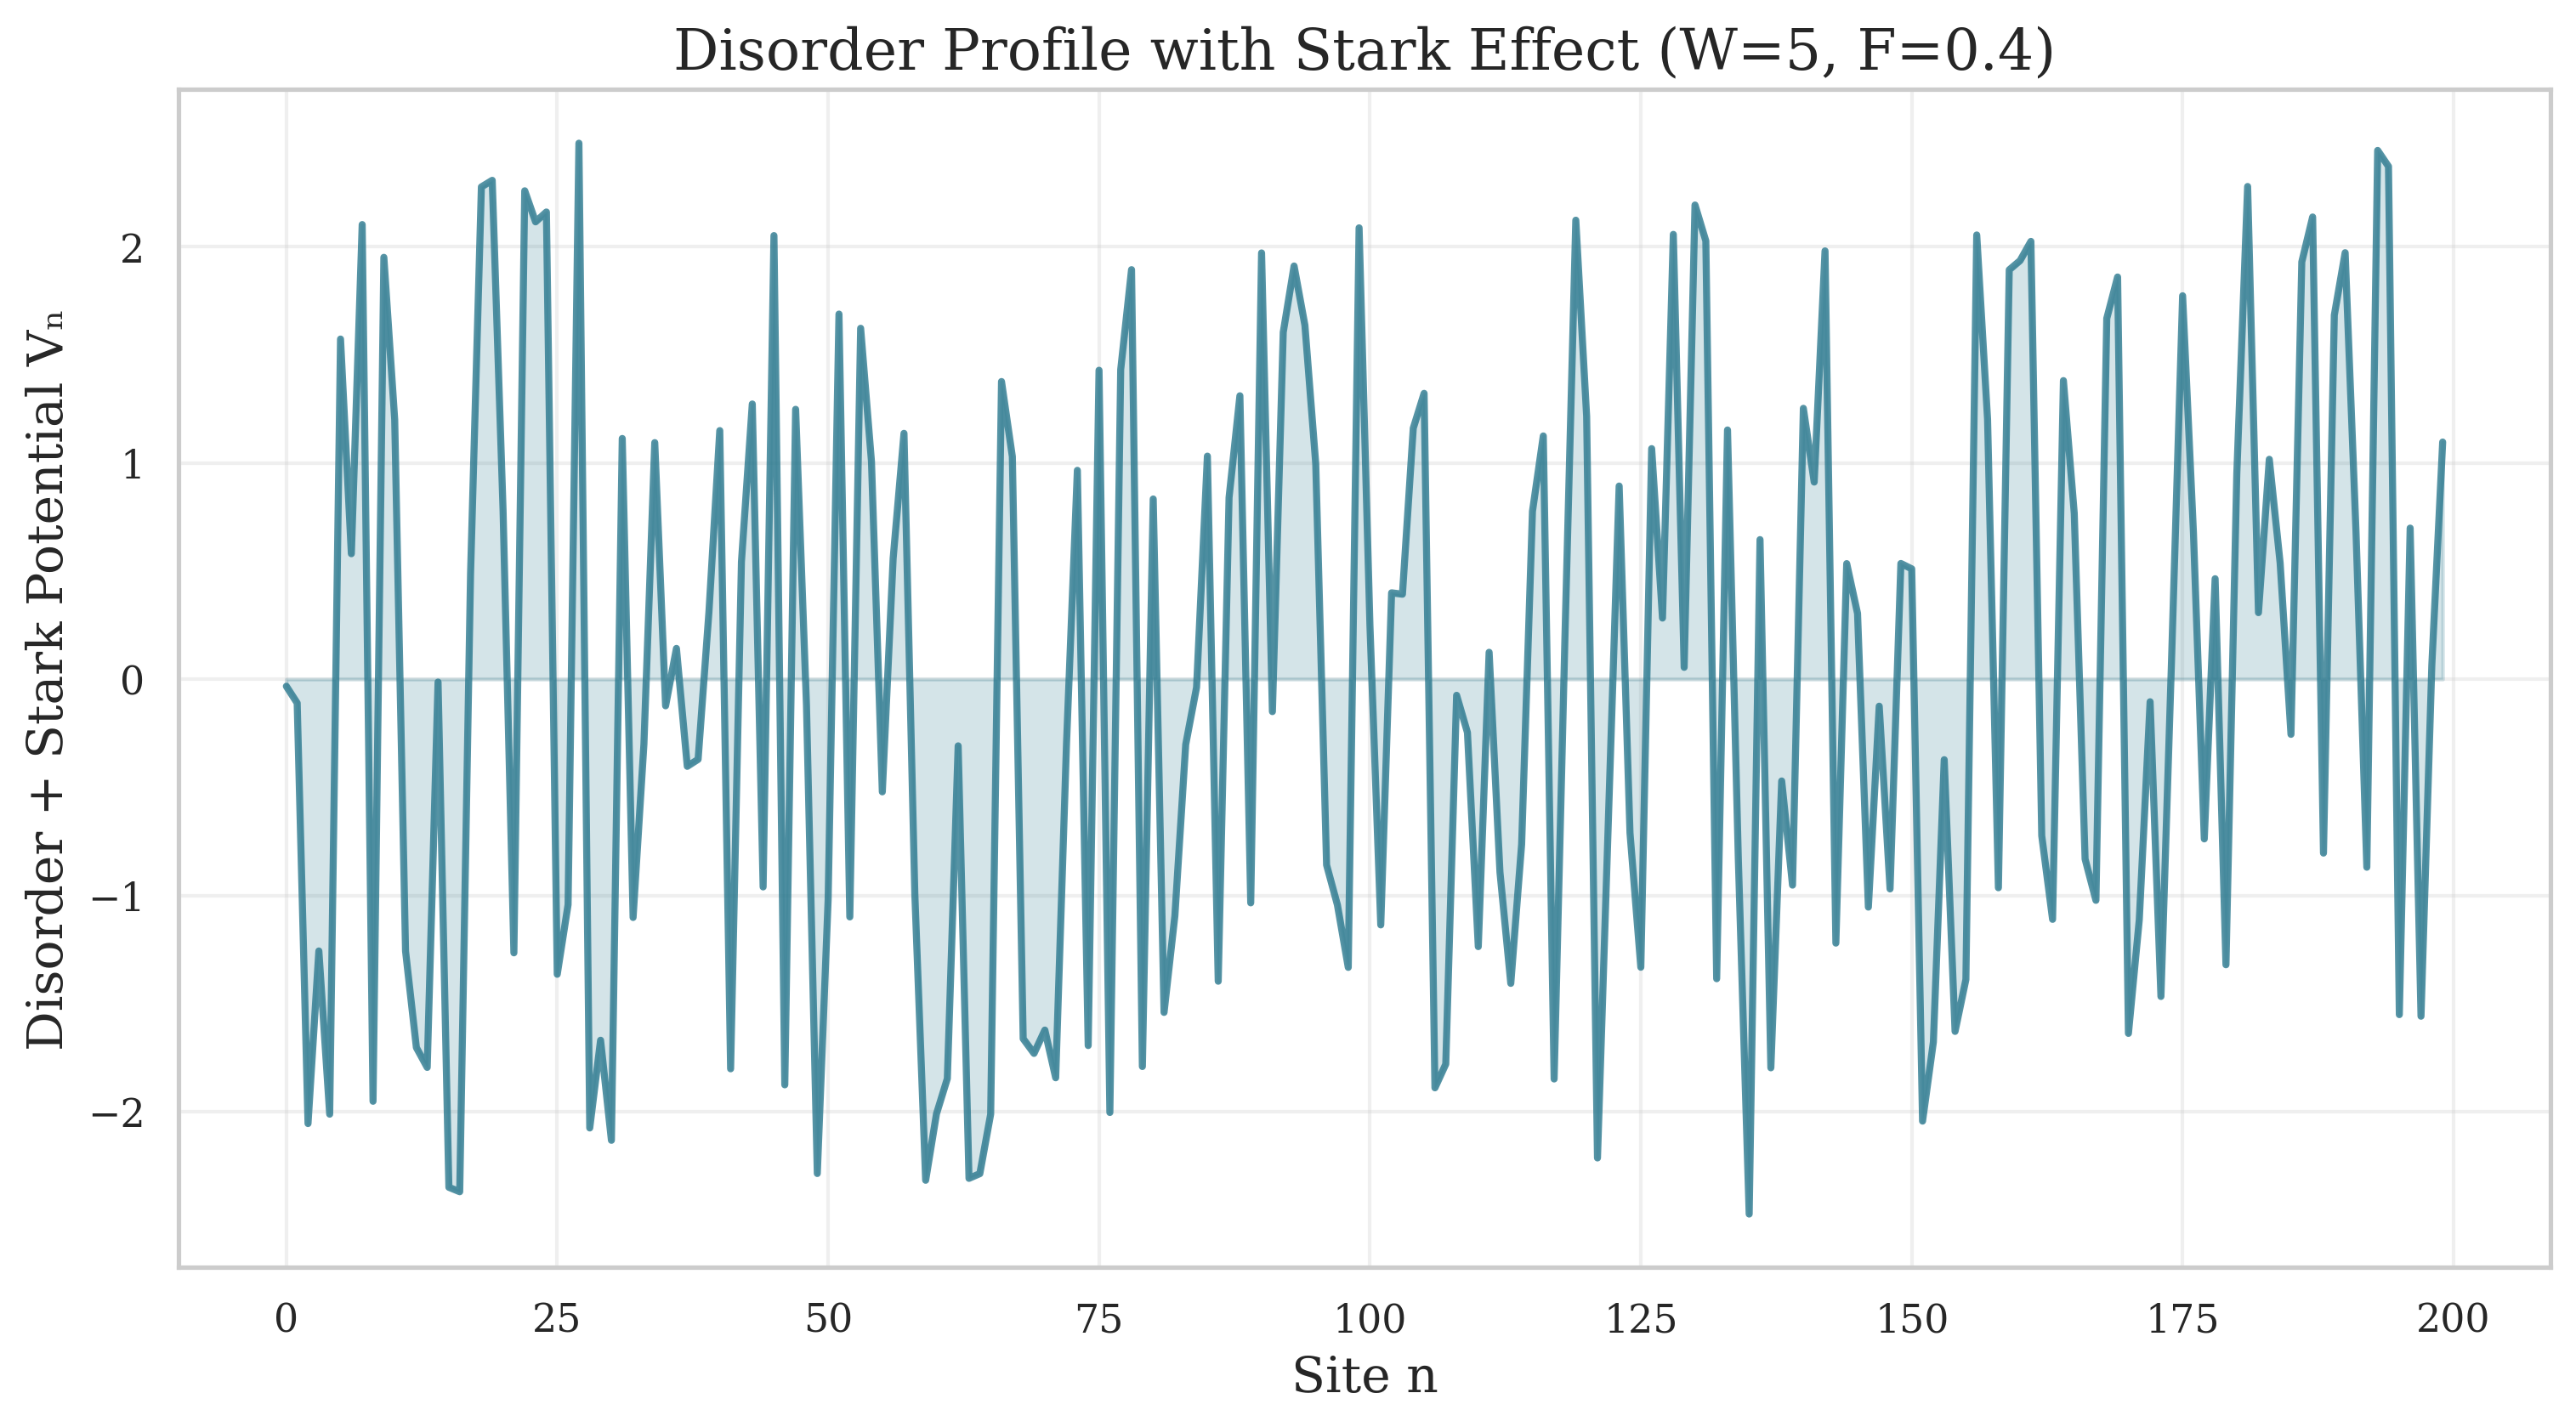 Disorder Profile with Stark Effect (W=5, F=0.4)
Disorder + Stark Potential Vₙ
2
1
0
−1
−2
0 25 50 75 100 125 150 175 200
Site n